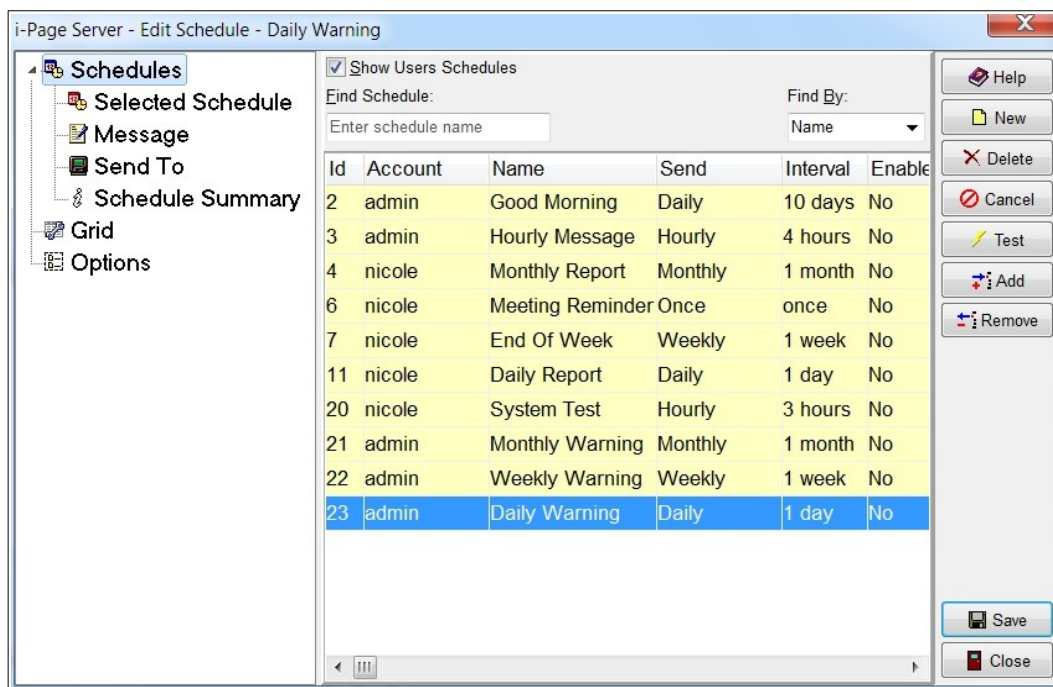 i-Page Server - Edit Schedule - Daily Warning
X
Schedules
Selected Schedule
Message
Send To
Schedule Summary
Grid
Options
Show Users Schedules
Find Schedule: Find By:
Enter schedule name Name
Id Account Name Send Interval Enable
2 admin Good Morning Daily 10 days No
3 admin Hourly Message Hourly 4 hours No
4 nicole Monthly Report Monthly 1 month No
6 nicole Meeting Reminder Once once No
7 nicole End Of Week Weekly 1 week No
11 nicole Daily Report Daily 1 day No
20 nicole System Test Hourly 3 hours No
21 admin Monthly Warning Monthly 1 month No
22 admin Weekly Warning Weekly 1 week No
23 admin Daily Warning Daily 1 day No
Help
New
Delete
Cancel
Test
Add
Remove
Save
Close